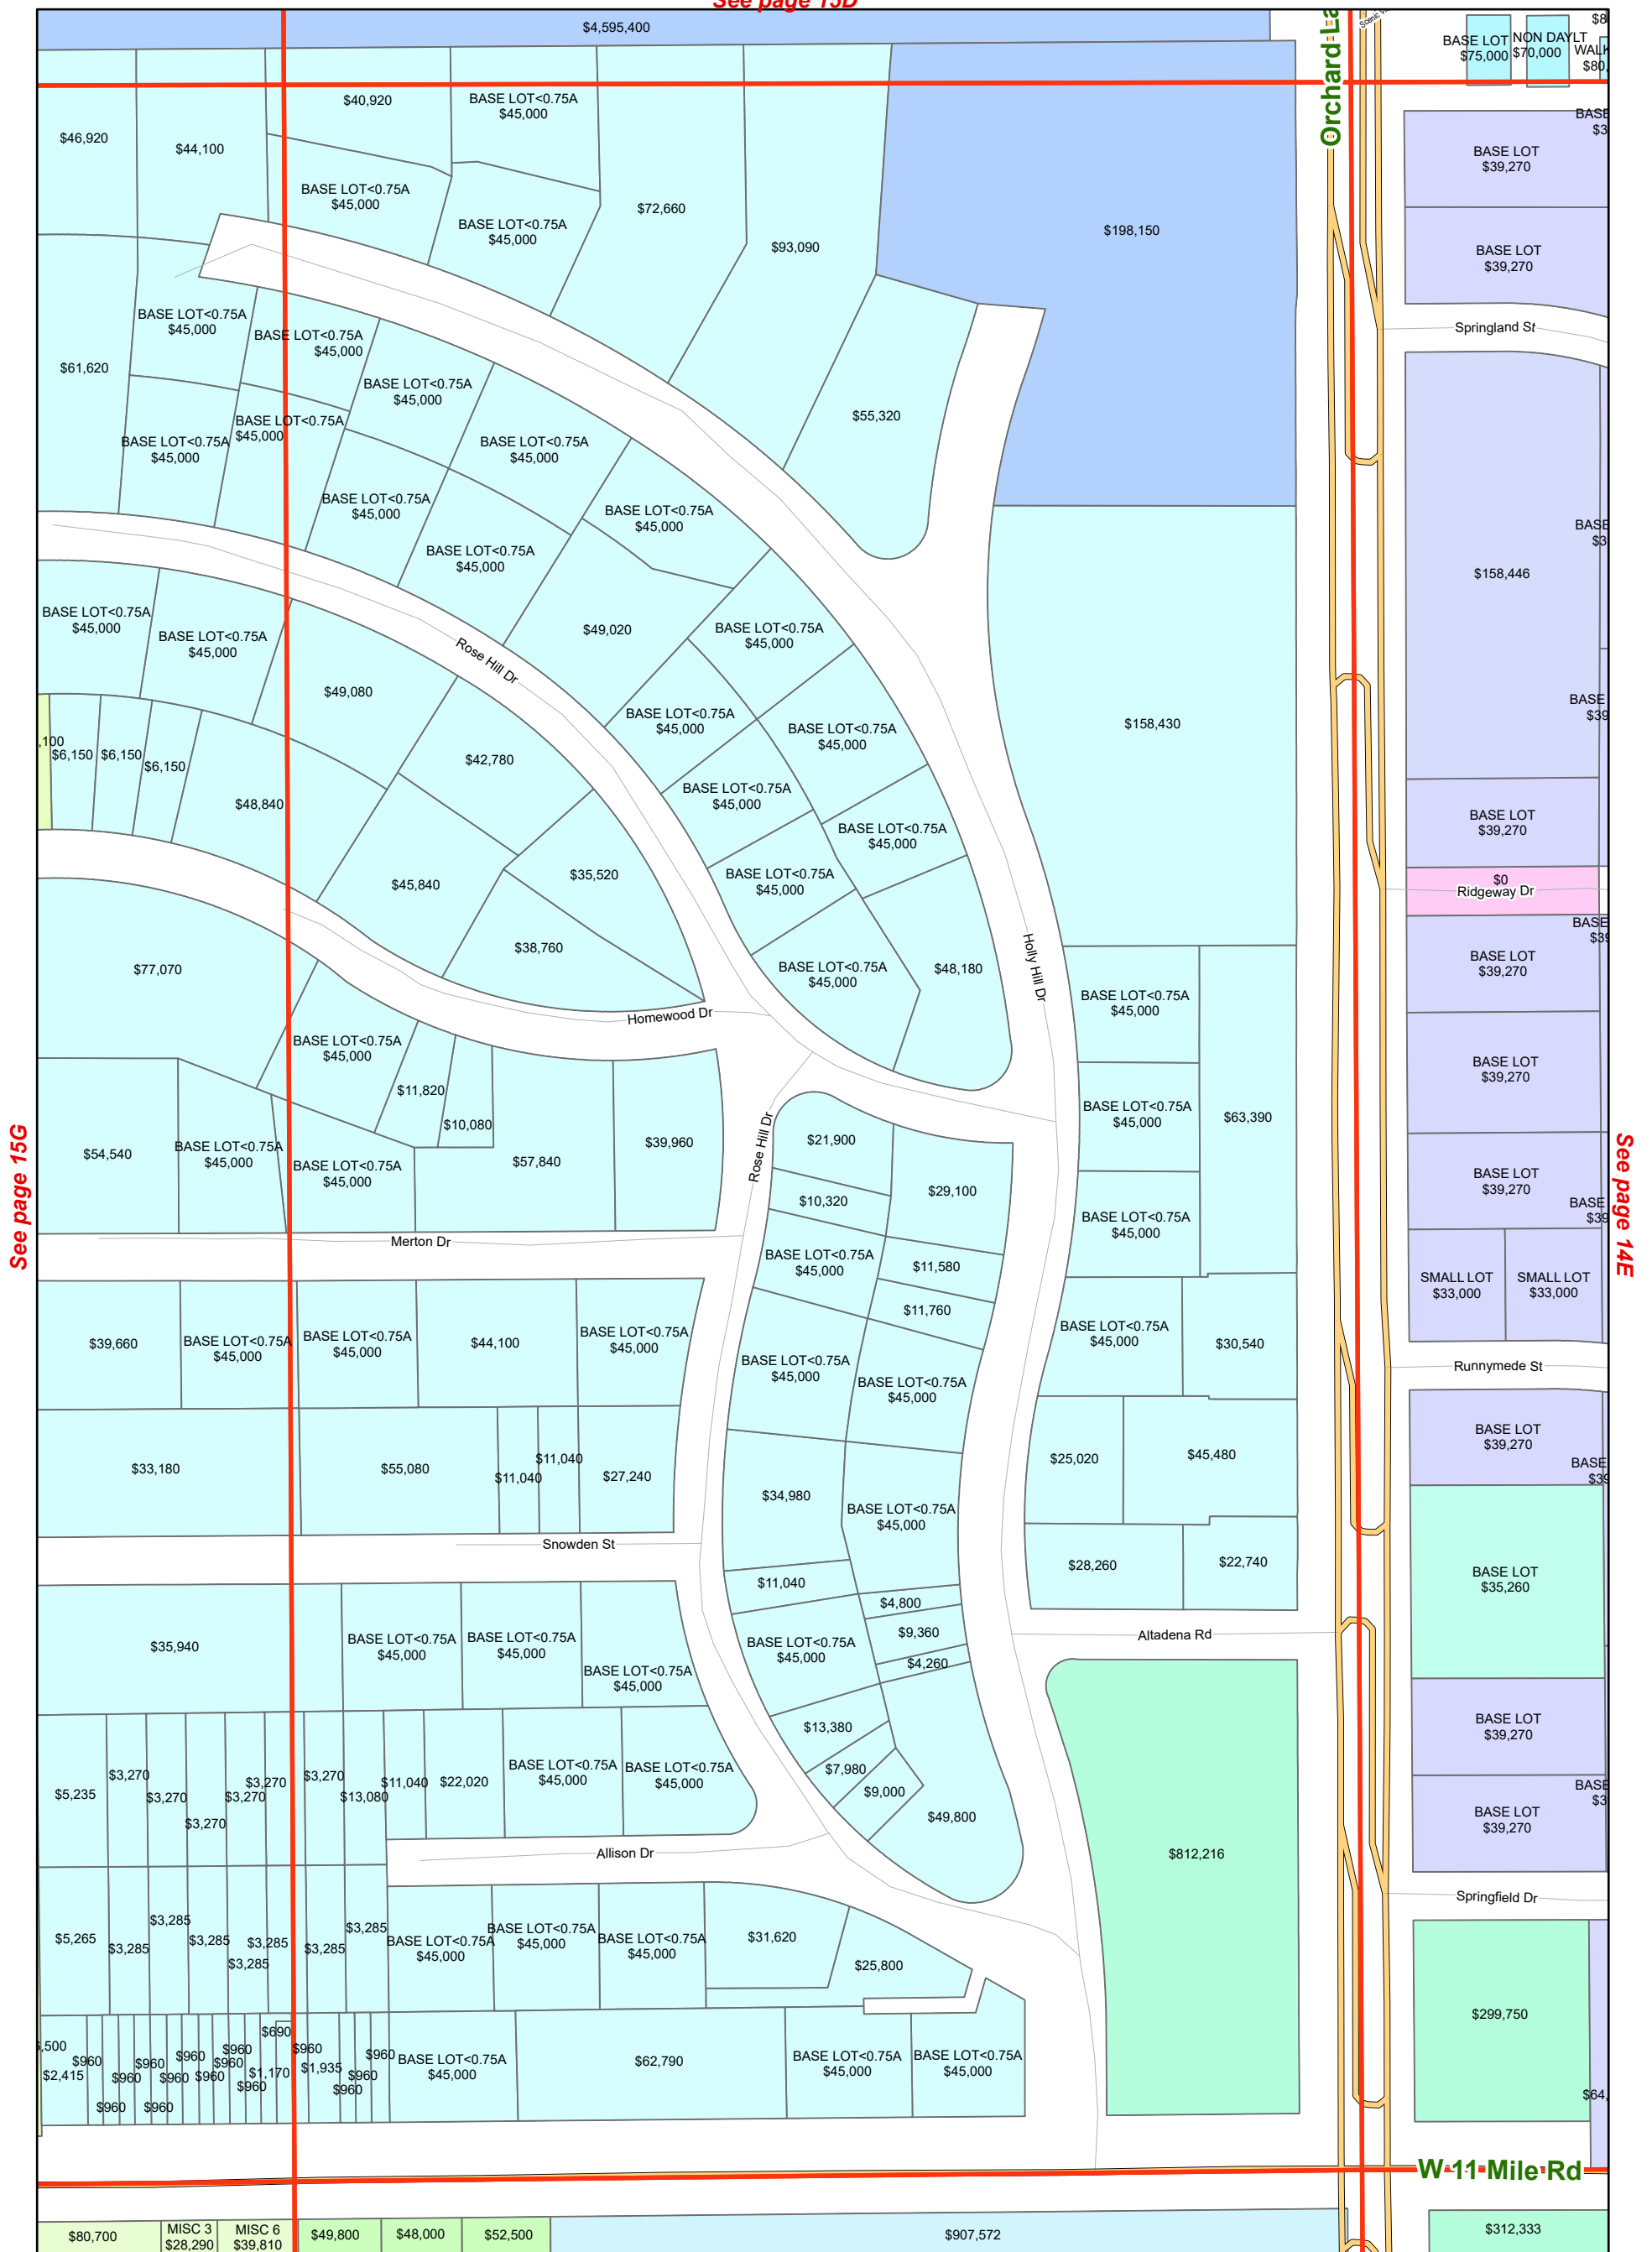 See page 15D
$4,595,400
Orchard La
Scenic Vi
$8
BASE LOT
$75,000
NON DAYLT
$70,000
WALK
$80,
$46,920
$44,100
$40,920
BASE LOT<0.75A
$45,000
BASE LOT<0.75A
$45,000
BASE LOT<0.75A
$45,000
$72,660
$93,090
$198,150
BASE LOT
$39,270
BASE
$3
BASE LOT
$39,270
Springland St
$61,620
BASE LOT<0.75A
$45,000
BASE LOT<0.75A
$45,000
BASE LOT<0.75A
$45,000
BASE LOT<0.75A
$45,000
BASE LOT<0.75A
$45,000
BASE LOT<0.75A
$45,000
BASE LOT<0.75A
$45,000
BASE LOT<0.75A
$45,000
BASE LOT<0.75A
$45,000
$55,320
$158,446
BASE
$3
BASE LOT<0.75A
$45,000
BASE LOT<0.75A
$45,000
Rose Hill Dr
$49,020
BASE LOT<0.75A
$45,000
$49,080
BASE LOT<0.75A
$45,000
BASE LOT<0.75A
$45,000
$158,430
BASE
$39
,100
$6,150
$6,150
$6,150
$42,780
$48,840
BASE LOT<0.75A
$45,000
BASE LOT<0.75A
$45,000
BASE LOT
$39,270
$45,840
$35,520
BASE LOT<0.75A
$45,000
$0
Ridgeway Dr
$77,070
$38,760
BASE LOT<0.75A
$45,000
$48,180
Holly Hill Dr
BASE LOT
$39,270
BASE
$39
Homewood Dr
BASE LOT<0.75A
$45,000
BASE LOT<0.75A
$45,000
$11,820
$10,080
BASE LOT
$39,270
See page 15G
$54,540
BASE LOT<0.75A
$45,000
BASE LOT<0.75A
$45,000
$57,840
$39,960
Rose Hill Dr
$21,900
$10,320
$29,100
BASE LOT<0.75A
$45,000
$63,390
BASE LOT
$39,270
BASE
$39
See page 14E
Merton Dr
BASE LOT<0.75A
$45,000
$11,580
$11,760
BASE LOT<0.75A
$45,000
SMALL LOT
$33,000
SMALL LOT
$33,000
$39,660
BASE LOT<0.75A
$45,000
BASE LOT<0.75A
$45,000
$44,100
BASE LOT<0.75A
$45,000
BASE LOT<0.75A
$45,000
BASE LOT<0.75A
$45,000
BASE LOT<0.75A
$45,000
$30,540
Runnymede St
$33,180
$55,080
$11,040
$11,040
$27,240
$34,980
BASE LOT<0.75A
$45,000
$25,020
$45,480
BASE LOT
$39,270
BASE
$39
Snowden St
$11,040
$4,800
$28,260
$22,740
BASE LOT
$35,260
$35,940
BASE LOT<0.75A
$45,000
BASE LOT<0.75A
$45,000
BASE LOT<0.75A
$45,000
BASE LOT<0.75A
$45,000
$9,360
$4,260
Altadena Rd
$5,235
$3,270
$3,270
$3,270
$3,270
$3,270
$3,270
$13,080
$11,040
$22,020
BASE LOT<0.75A
$45,000
BASE LOT<0.75A
$45,000
$13,380
$7,980
$9,000
$49,800
BASE LOT
$39,270
BASE LOT
$39,270
BASE
$3
Allison Dr
$812,216
Springfield Dr
$5,265
$3,285
$3,285
$3,285
$3,285
$3,285
$3,285
$3,285
BASE LOT<0.75A
$45,000
BASE LOT<0.75A
$45,000
BASE LOT<0.75A
$45,000
$31,620
$25,800
$299,750
,500
$2,415
$960
$960
$960
$960
$960
$960
$960
$960
$960
$960
$960
$690
$1,170
$960
$1,935
$960
$960
$960
BASE LOT<0.75A
$45,000
$62,790
BASE LOT<0.75A
$45,000
BASE LOT<0.75A
$45,000
$64,
W 11 Mile Rd
$80,700
MISC 3
$28,290
MISC 6
$39,810
$49,800
$48,000
$52,500
$907,572
$312,333